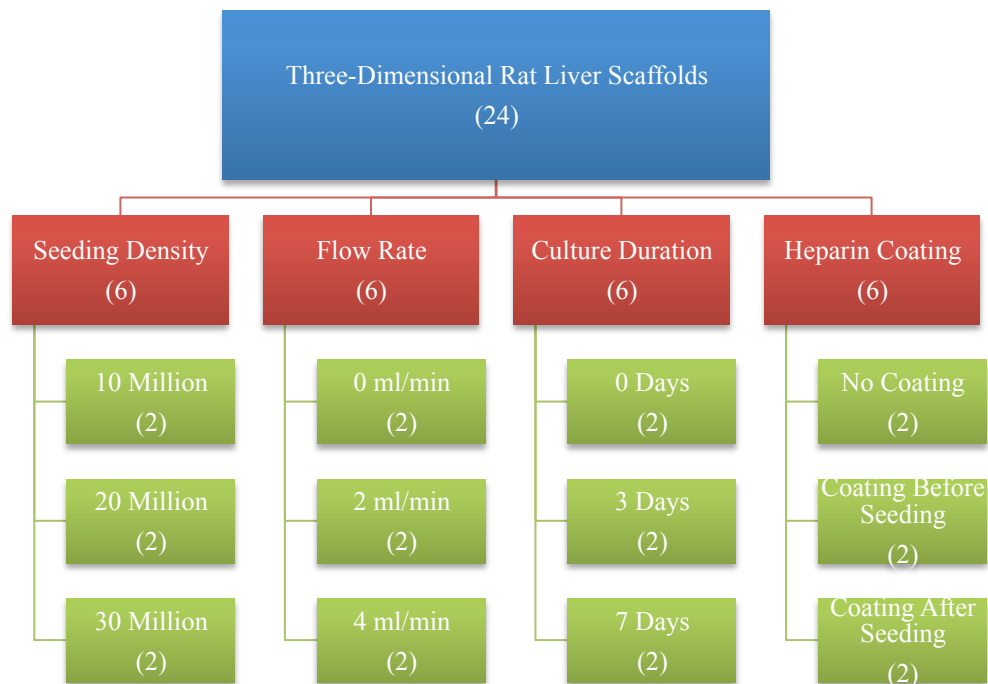 Three-Dimensional Rat Liver Scaffolds
(24)
Seeding Density
(6)
10 Million
(2)
20 Million
(2)
30 Million
(2)
Flow Rate
(6)
0 ml/min
(2)
2 ml/min
(2)
4 ml/min
(2)
Culture Duration
(6)
0 Days
(2)
3 Days
(2)
7 Days
(2)
Heparin Coating
(6)
No Coating
(2)
Coating Before
Seeding
(2)
Coating After
Seeding
(2)